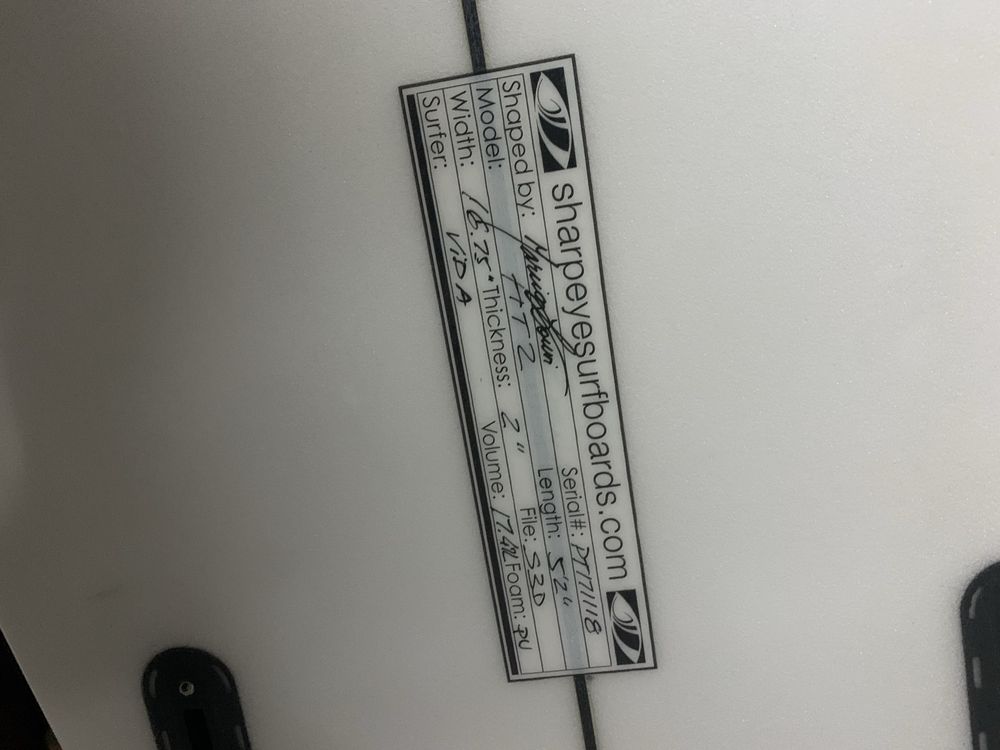 sharpeyesurfboards.com
Shaped by: Serial#: PT171118
Model: HT2 Length: 5'2"
Width: 16.75" Thickness: 2" File: S3D
Surfer: VIDA Volume: 17.4L Foam: PU